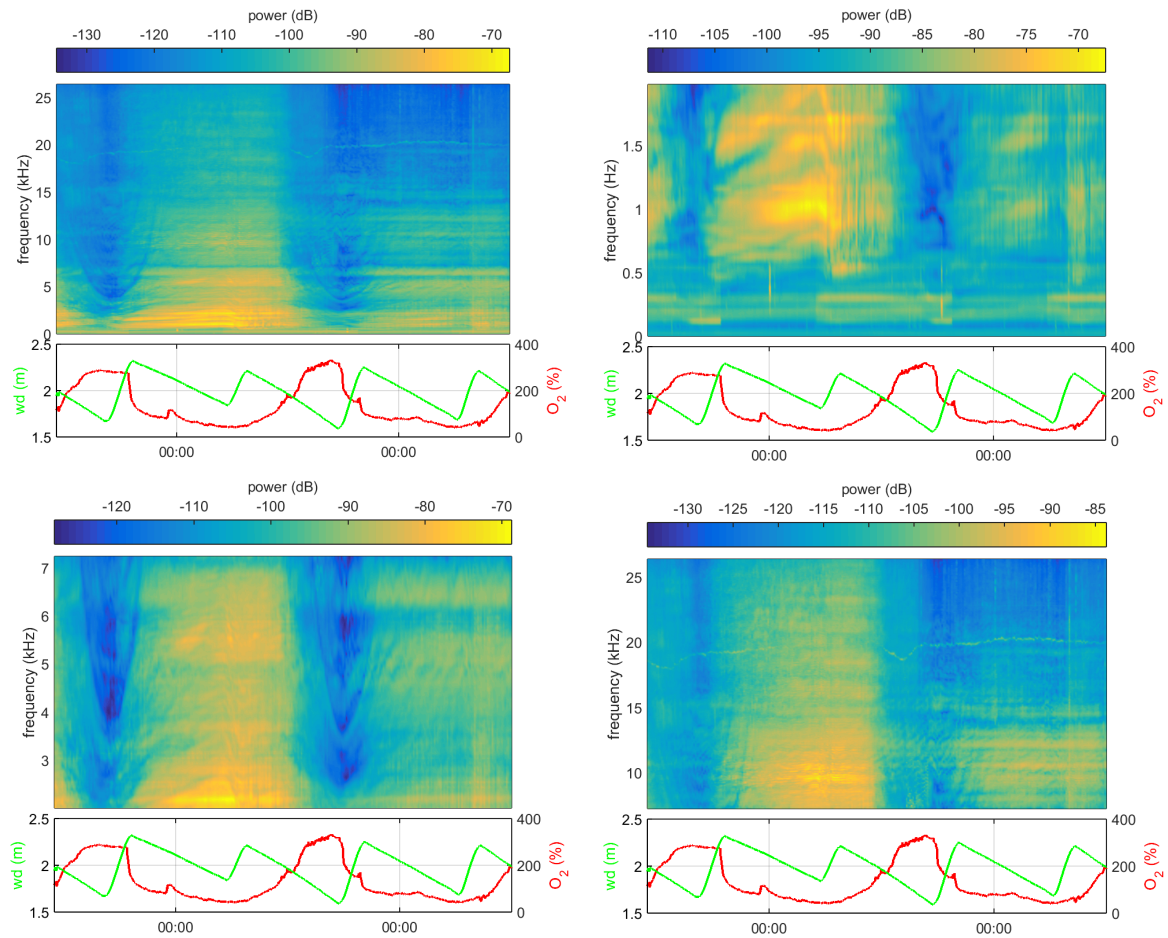 power (dB)
-130 -120 -110 -100 -90 -80 -70
25
20
15
10
5
0
frequency (kHz)
2.5
2
1.5
wd (m)
400
200
0
O2 (%)
00:00 00:00
power (dB)
-110 -105 -100 -95 -90 -85 -80 -75 -70
1.5
1
0.5
0
frequency (Hz)
2.5
2
1.5
wd (m)
400
200
0
O2 (%)
00:00 00:00
power (dB)
-120 -110 -100 -90 -80 -70
7
6
5
4
3
frequency (kHz)
2.5
2
1.5
wd (m)
400
200
0
O2 (%)
00:00 00:00
power (dB)
-130 -125 -120 -115 -110 -105 -100 -95 -90 -85
25
20
15
10
frequency (kHz)
2.5
2
1.5
wd (m)
400
200
0
O2 (%)
00:00 00:00